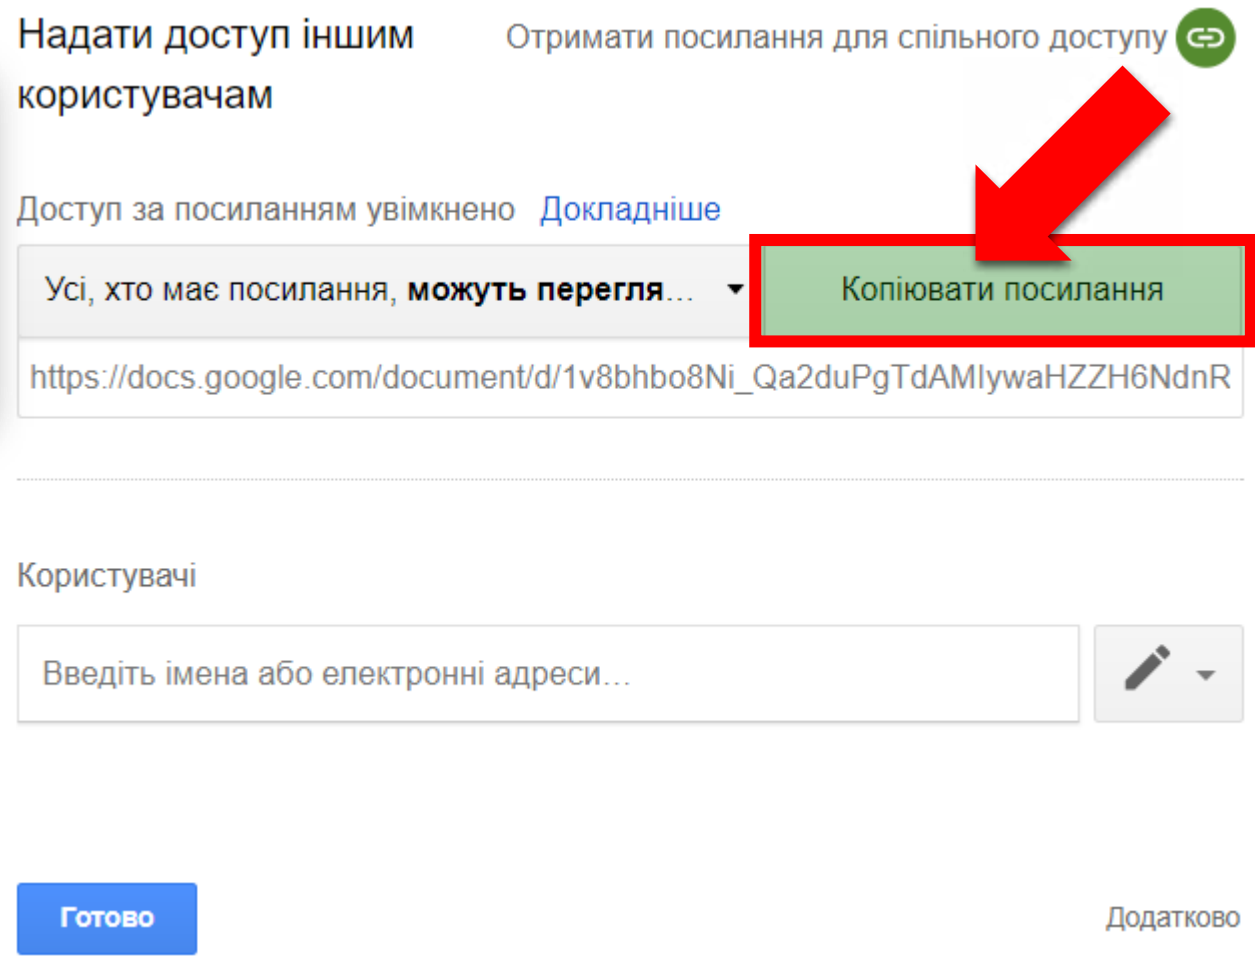 Надати доступ іншим
користувачам
Отримати посилання для спільного доступу
Доступ за посиланням увімкнено Докладніше
Усі, хто має посилання, можуть перегля...
Копіювати посилання
https://docs.google.com/document/d/1v8bhbo8Ni_Qa2duPgTdAMIywaHZZH6NdnR
Користувачі
Введіть імена або електронні адреси...
Готово
Додатково